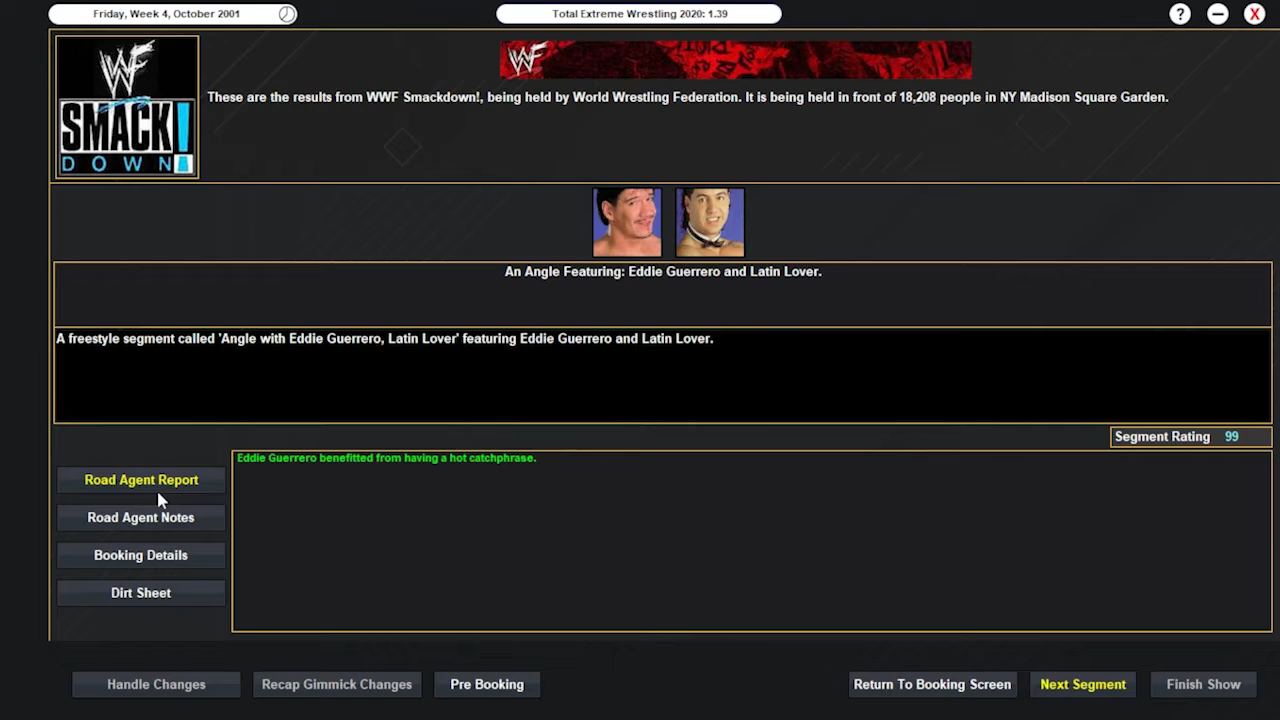 Friday, Week 4, October 2001
Total Extreme Wrestling 2020: 1.39
?
X
WF
SMACK
DOWN!
WF
These are the results from WWF Smackdown!, being held by World Wrestling Federation. It is being held in front of 18,208 people in NY Madison Square Garden.
An Angle Featuring: Eddie Guerrero and Latin Lover.
A freestyle segment called 'Angle with Eddie Guerrero, Latin Lover' featuring Eddie Guerrero and Latin Lover.
Segment Rating 99
Road Agent Report
Road Agent Notes
Booking Details
Dirt Sheet
Eddie Guerrero benefitted from having a hot catchphrase.
Handle Changes
Recap Gimmick Changes
Pre Booking
Return To Booking Screen
Next Segment
Finish Show